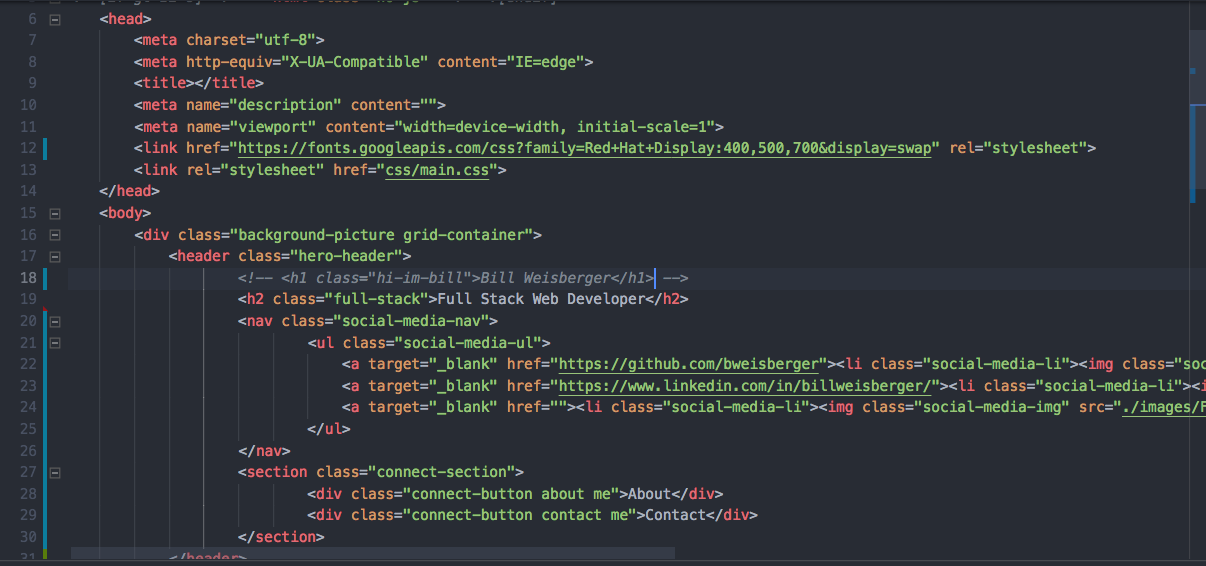 6 <head>
7 <meta charset="utf-8">
8 <meta http-equiv="X-UA-Compatible" content="IE=edge">
9 <title></title>
10 <meta name="description" content="">
11 <meta name="viewport" content="width=device-width, initial-scale=1">
12 <link href="https://fonts.googleapis.com/css?family=Red+Hat+Display:400,500,700&display=swap" rel="stylesheet">
13 <link rel="stylesheet" href="css/main.css">
14 </head>
15 <body>
16 <div class="background-picture grid-container">
17 <header class="hero-header">
18 <!-- <h1 class="hi-im-bill">Bill Weisberger</h1> -->
19 <h2 class="full-stack">Full Stack Web Developer</h2>
20 <nav class="social-media-nav">
21 <ul class="social-media-ul">
22 <a target="_blank" href="https://github.com/bweisberger"><li class="social-media-li"><img class="soc
23 <a target="_blank" href="https://www.linkedin.com/in/billweisberger/"><li class="social-media-li"><i
24 <a target="_blank" href=""><li class="social-media-li"><img class="social-media-img" src="./images/F
25 </ul>
26 </nav>
27 <section class="connect-section">
28 <div class="connect-button about me">About</div>
29 <div class="connect-button contact me">Contact</div>
30 </section>
31 </header>